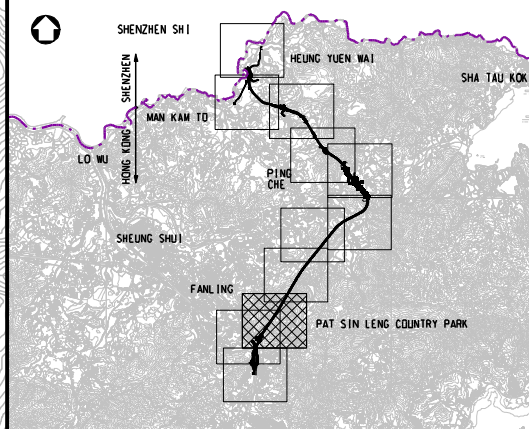 SHENZHEN SHI
HEUNG YUEN WAI
SHA TAU KOK
SHENZHEN
HONG KONG
MAN KAM TO
LO WU
PING
CHE
SHEUNG SHUI
FANLING
PAT SIN LENG COUNTRY PARK